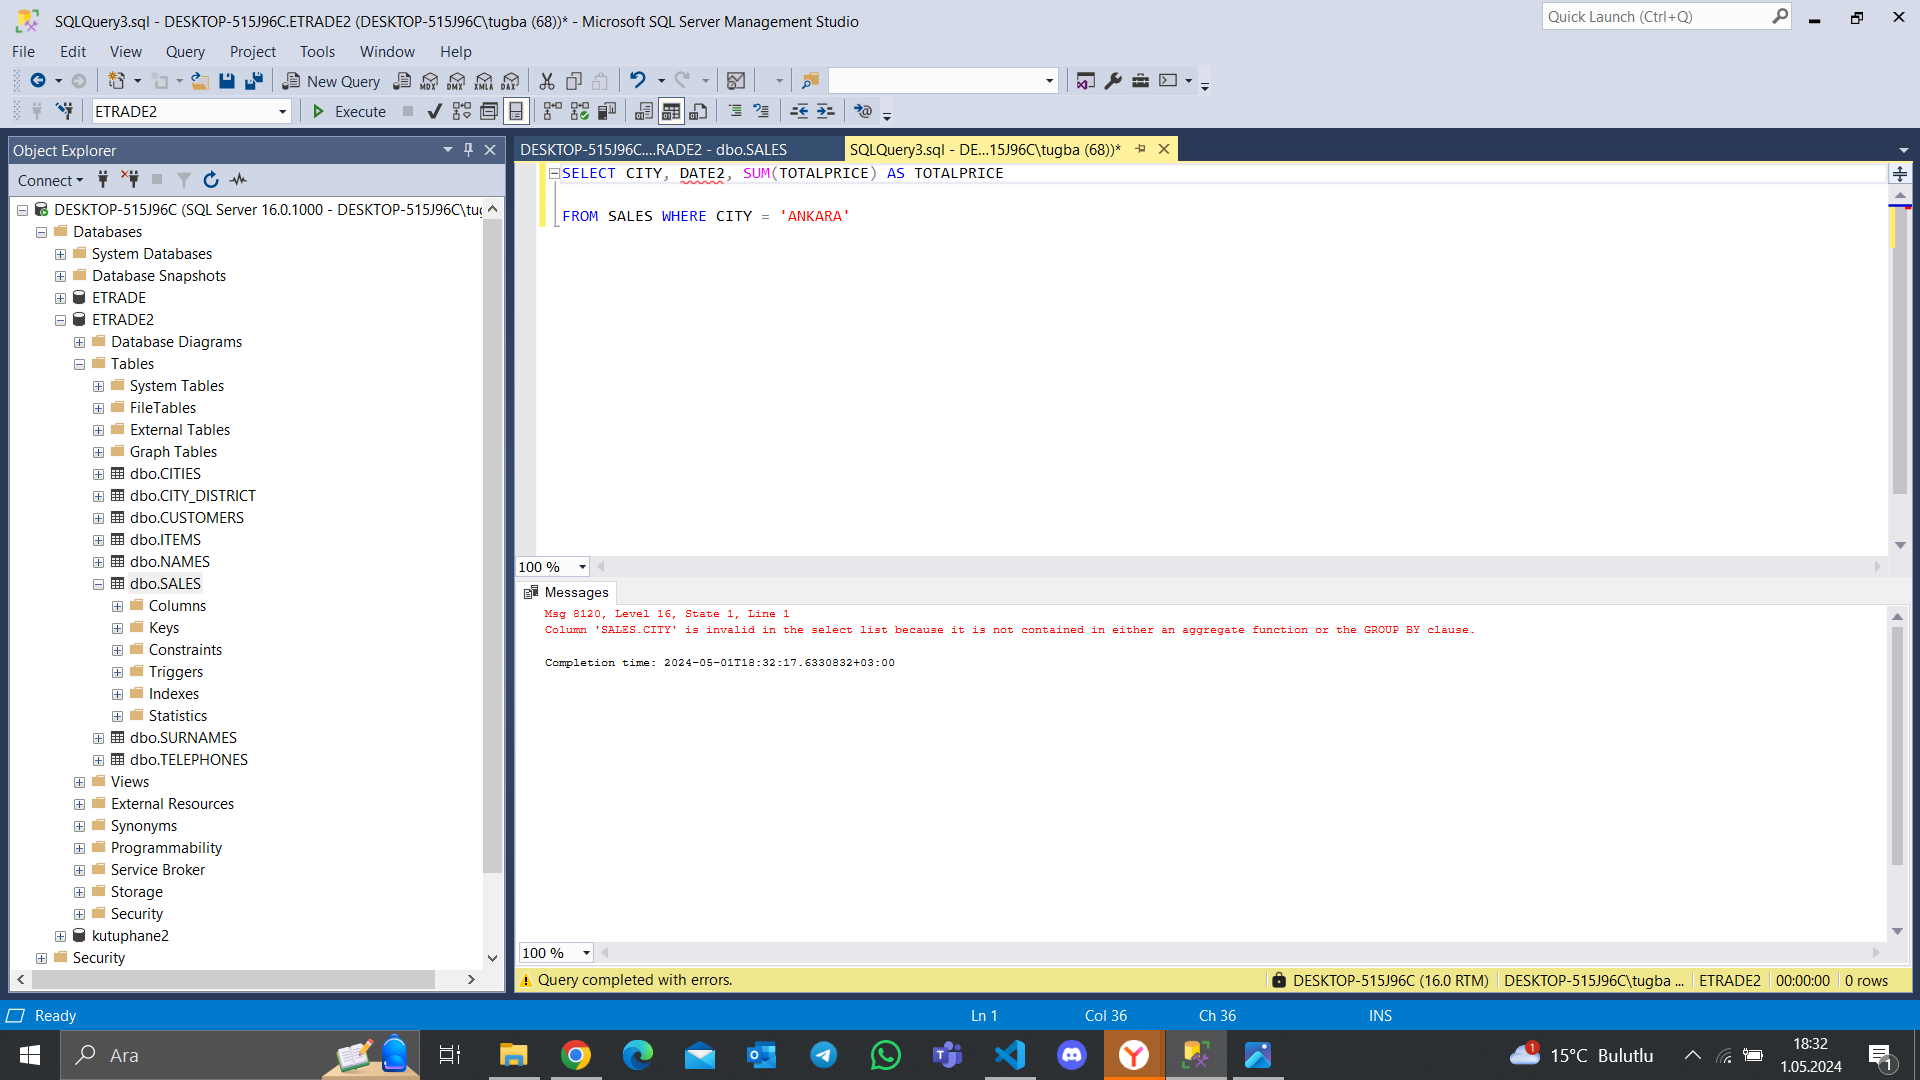 SQLQuery3.sql - DESKTOP-515J96C.ETRADE2 (DESKTOP-515J96C\tugba (68))* - Microsoft SQL Server Management Studio
Quick Launch (Ctrl+Q)
File Edit View Query Project Tools Window Help
New Query MDX DMX XMLA DAX
ETRADE2 Execute
Object Explorer
Connect
DESKTOP-515J96C (SQL Server 16.0.1000 - DESKTOP-515J96C\tug
Databases
System Databases
Database Snapshots
ETRADE
ETRADE2
Database Diagrams
Tables
System Tables
FileTables
External Tables
Graph Tables
dbo.CITIES
dbo.CITY_DISTRICT
dbo.CUSTOMERS
dbo.ITEMS
dbo.NAMES
dbo.SALES
Columns
Keys
Constraints
Triggers
Indexes
Statistics
dbo.SURNAMES
dbo.TELEPHONES
Views
External Resources
Synonyms
Programmability
Service Broker
Storage
Security
kutuphane2
Security
DESKTOP-515J96C....RADE2 - dbo.SALES
SQLQuery3.sql - DE...15J96C\tugba (68))*
SELECT CITY, DATE2, SUM(TOTALPRICE) AS TOTALPRICE
FROM SALES WHERE CITY = 'ANKARA'
100 %
Messages
Msg 8120, Level 16, State 1, Line 1
Column 'SALES.CITY' is invalid in the select list because it is not contained in either an aggregate function or the GROUP BY clause.
Completion time: 2024-05-01T18:32:17.6330832+03:00
100 %
Query completed with errors.
DESKTOP-515J96C (16.0 RTM) DESKTOP-515J96C\tugba ... ETRADE2 00:00:00 0 rows
Ready Ln 1 Col 36 Ch 36 INS
Ara
1 15°C Bulutlu
18:32
1.05.2024
1